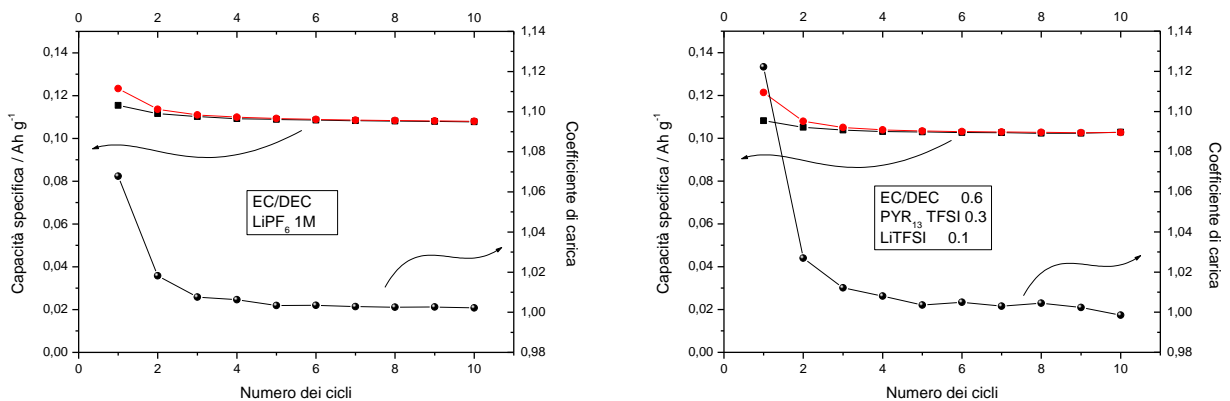 0 2 4 6 8 10
0,14
0,12
0,10
0,08
0,06
0,04
0,02
0,00
Capacità specifica / Ah g⁻¹
EC/DEC
LiPF₆ 1M
1,14
1,12
1,10
1,08
1,06
1,04
1,02
1,00
0,98
Coefficiente di carica
0 2 4 6 8 10
Numero dei cicli
0 2 4 6 8 10
0,14
0,12
0,10
0,08
0,06
0,04
0,02
0,00
Capacità specifica / Ah g⁻¹
EC/DEC 0.6
PYR₁₃ TFSI 0.3
LiTFSI 0.1
1,14
1,12
1,10
1,08
1,06
1,04
1,02
1,00
0,98
Coefficiente di carica
0 2 4 6 8 10
Numero dei cicli